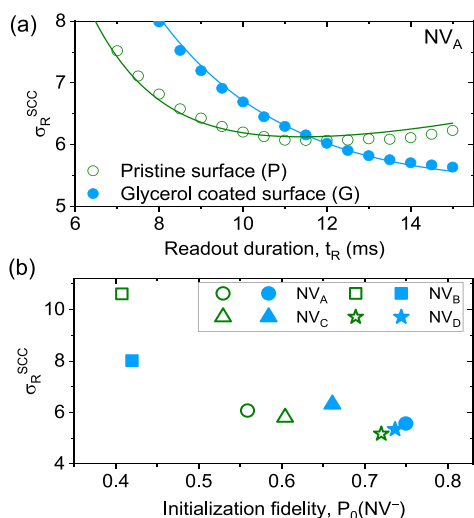 (a)
NV_A
8
7
6
5
σ_R^SCC
Pristine surface (P)
Glycerol coated surface (G)
6 8 10 12 14 16
Readout duration, t_R (ms)
(b)
10
8
6
4
σ_R^SCC
NV_A NV_B
NV_C NV_D
0.4 0.5 0.6 0.7 0.8
Initialization fidelity, P_0(NV⁻)